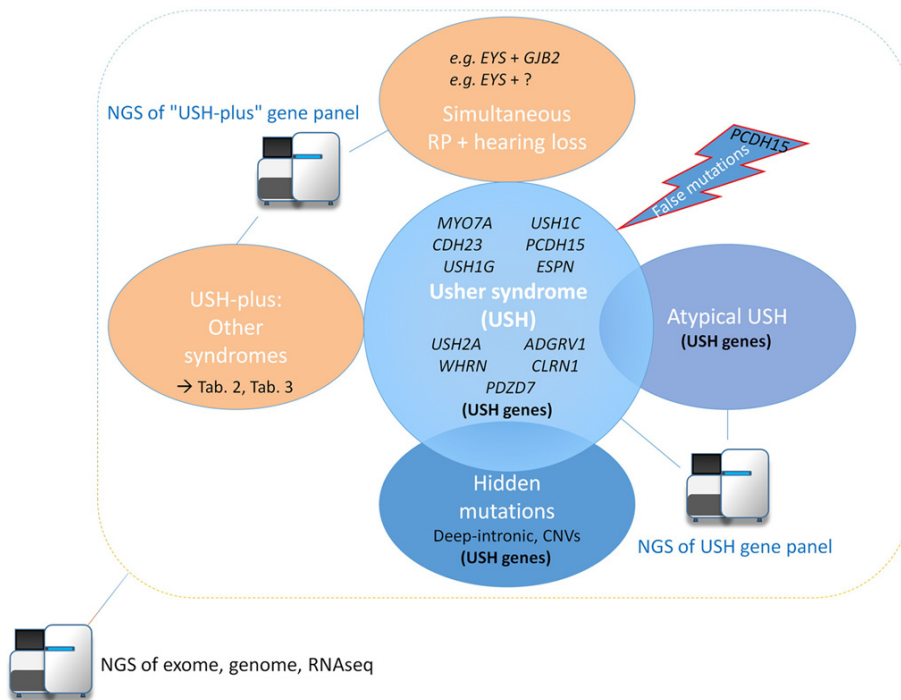 e.g. EYS + GJB2
e.g. EYS + ?
Simultaneous
RP + hearing loss
NGS of "USH-plus" gene panel
PCDH15
False mutations
MYO7A USH1C
CDH23 PCDH15
USH1G ESPN
Usher syndrome
(USH)
USH2A ADGRV1
WHRN CLRN1
PDZD7
(USH genes)
USH-plus:
Other
syndromes
→ Tab. 2, Tab. 3
Atypical USH
(USH genes)
Hidden
mutations
Deep-intronic, CNVs
(USH genes)
NGS of USH gene panel
NGS of exome, genome, RNAseq